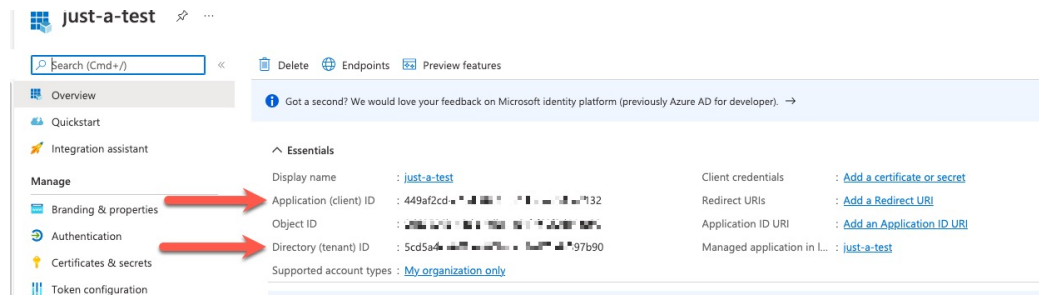 just-a-test
Search (Cmd+/)
Delete Endpoints Preview features
Overview
Got a second? We would love your feedback on Microsoft identity platform (previously Azure AD for developer). →
Quickstart
Integration assistant
Essentials
Display name : just-a-test
Client credentials : Add a certificate or secret
Manage
Application (client) ID : 449af2cd- 132
Redirect URIs : Add a Redirect URI
Branding & properties
Object ID :
Application ID URI : Add an Application ID URI
Authentication
Directory (tenant) ID : 5cd5a4 -97b90
Managed application in l... : just-a-test
Certificates & secrets
Supported account types : My organization only
Token configuration